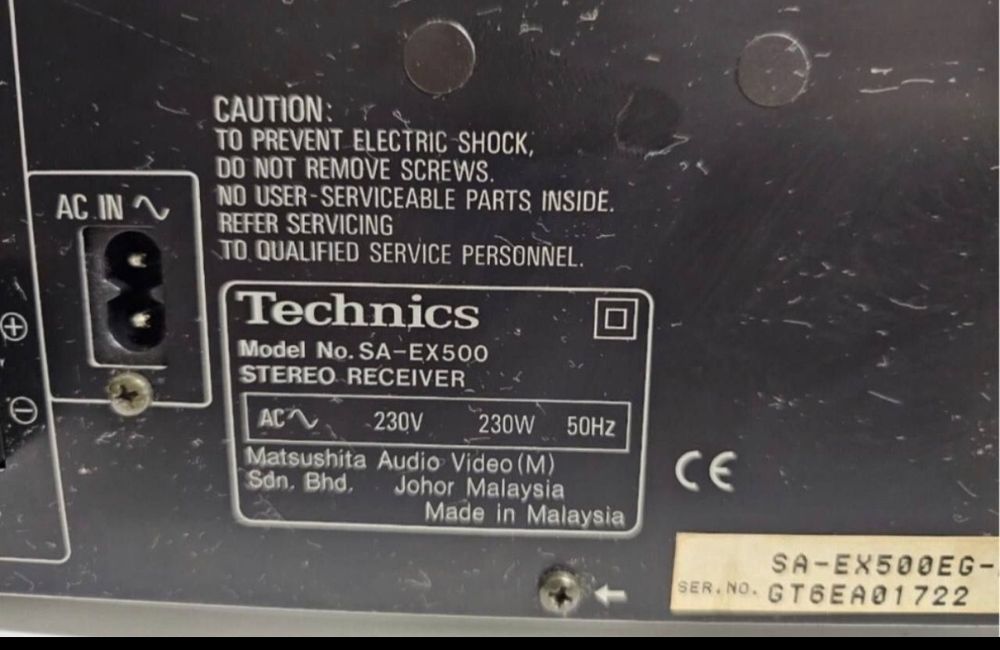 CAUTION:
TO PREVENT ELECTRIC SHOCK,
DO NOT REMOVE SCREWS.
NO USER-SERVICEABLE PARTS INSIDE.
REFER SERVICING
TO QUALIFIED SERVICE PERSONNEL.
AC IN ∿
Technics
Model No. SA-EX500
STEREO RECEIVER
AC∿ 230V 230W 50Hz
Matsushita Audio Video(M)
Sdn. Bhd. Johor Malaysia
Made in Malaysia
CE
SA-EX500EG-
SER.NO. GT6EA01722